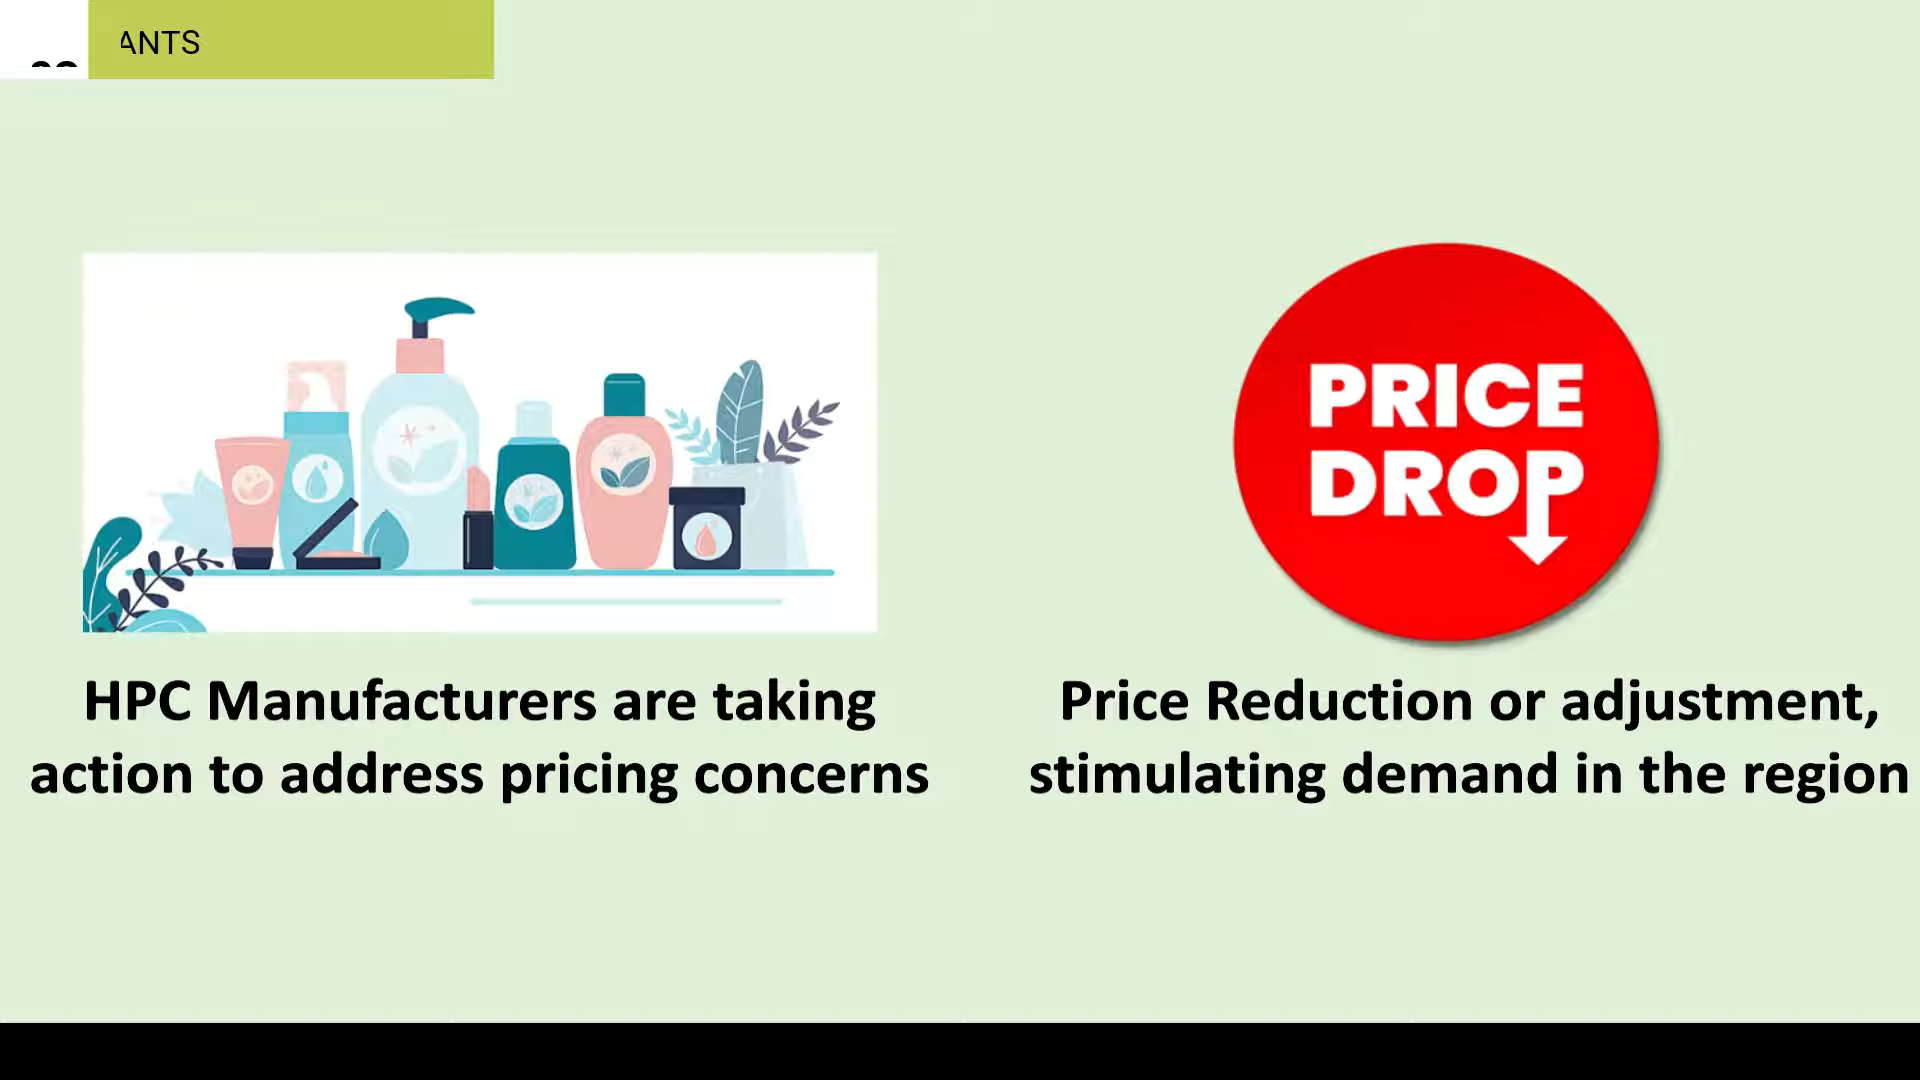 ANTS
PRICE
DROP
HPC Manufacturers are taking
action to address pricing concerns
Price Reduction or adjustment,
stimulating demand in the region